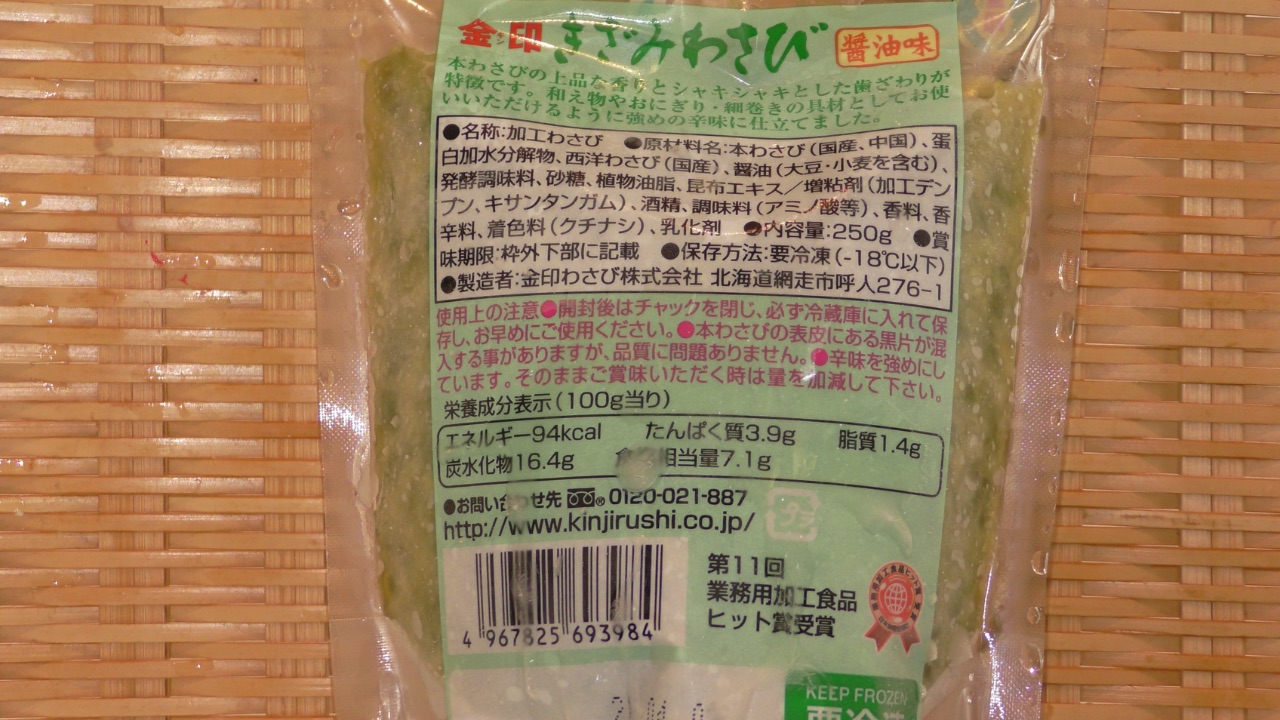 金印 きざみわさび 醤油味
キン ジルシ
本わさびの上品な香りとシャキシャキとした歯ざわりが
特徴です。和え物やおにぎり・細巻きの具材としてお使
いいただけるように強めの辛味に仕立てました。
●名称:加工わさび ●原材料名:本わさび(国産、中国)、蛋
白加水分解物、西洋わさび(国産)、醤油(大豆・小麦を含む)、
発酵調味料、砂糖、植物油脂、昆布エキス/増粘剤(加工デン
プン、キサンタンガム)、酒精、調味料(アミノ酸等)、香料、香
辛料、着色料(クチナシ)、乳化剤 ●内容量:250g ●賞
味期限:枠外下部に記載 ●保存方法:要冷凍(-18℃以下)
●製造者:金印わさび株式会社 北海道網走市呼人276-1
使用上の注意●開封後はチャックを閉じ、必ず冷蔵庫に入れて保
存し、お早めにご使用ください。●本わさびの表皮にある黒片が混
入する事がありますが、品質に問題ありません。●辛味を強めにし
ています。そのままご賞味いただく時は量を加減して下さい。
栄養成分表示(100g当り)
エネルギー94kcal たんぱく質3.9g 脂質1.4g
炭水化物16.4g 食塩相当量7.1g
●お問い合わせ先 0120-021-887
http://www.kinjirushi.co.jp/
プラ
4 967825 693984
第11回
業務用加工食品
ヒット賞受賞
KEEP FROZEN
要冷凍